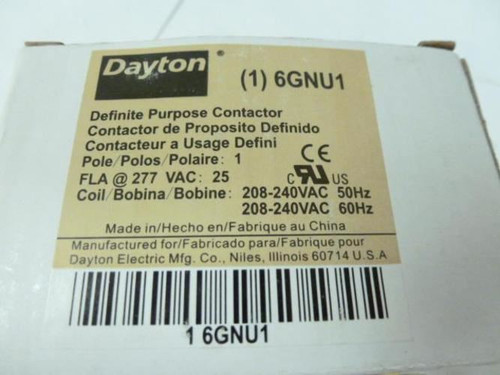 Dayton
(1) 6GNU1
Definite Purpose Contactor
Contactor de Proposito Definido
Contacteur a Usage Defini
Pole/Polos/Polaire: 1
CE
FLA @ 277 VAC: 25
C UR US
Coil/Bobina/Bobine: 208-240VAC 50Hz
208-240VAC 60Hz
Made in/Hecho en/Fabrique au China
Manufactured for/Fabricado para/Fabrique pour
Dayton Electric Mfg. Co., Niles, Illinois 60714 U.S.A
1 6GNU1